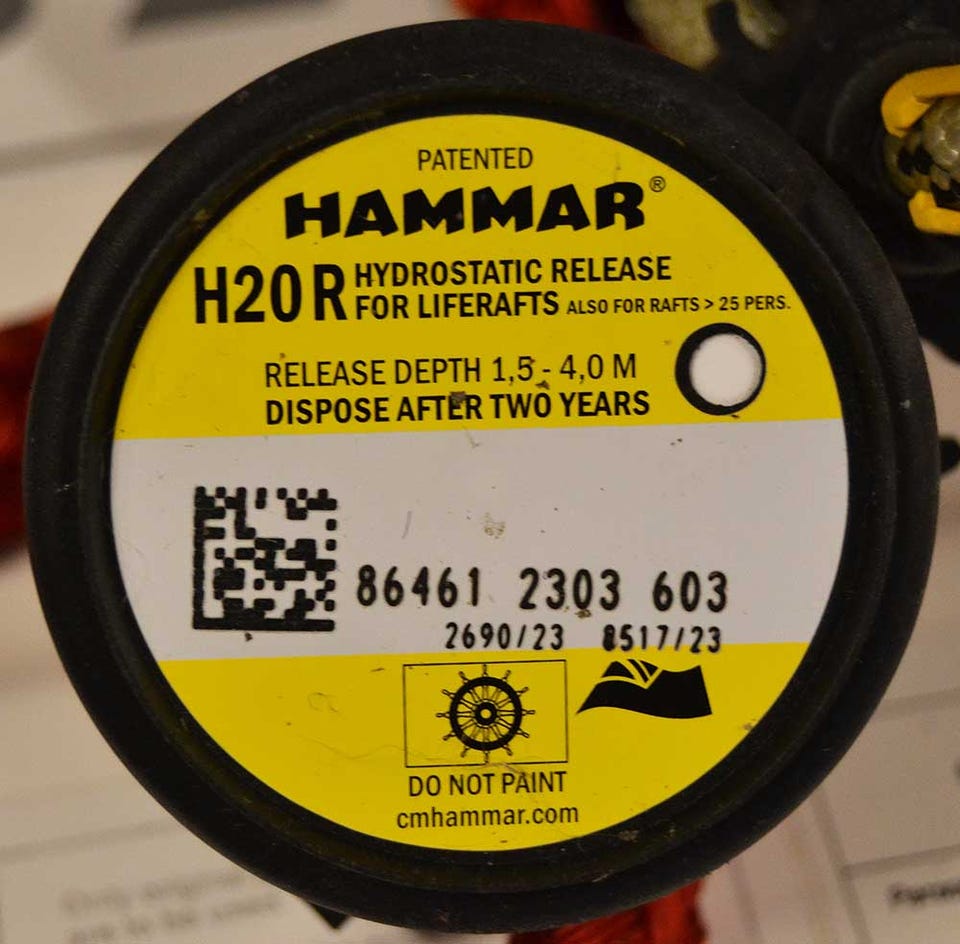 PATENTED
HAMMAR®
H20 R HYDROSTATIC RELEASE
FOR LIFERAFTS ALSO FOR RAFTS > 25 PERS.
RELEASE DEPTH 1,5 - 4,0 M
DISPOSE AFTER TWO YEARS
86461 2303 603
2690/23 8517/23
DO NOT PAINT
cmhammar.com